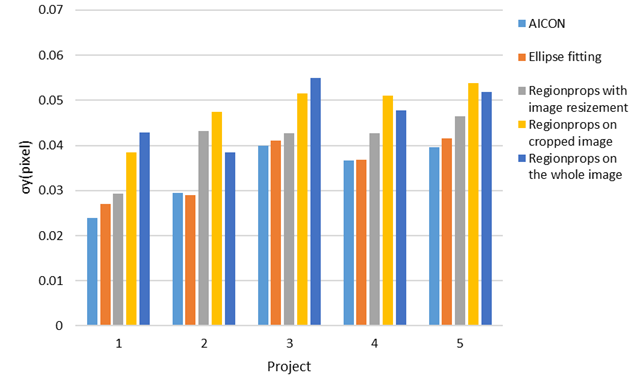 0.07
0.06
0.05
0.04
0.03
0.02
0.01
0
σy(pixel)
1 2 3 4 5
Project
AICON
Ellipse fitting
Regionprops with
image resizement
Regionprops on
cropped image
Regionprops on
the whole image